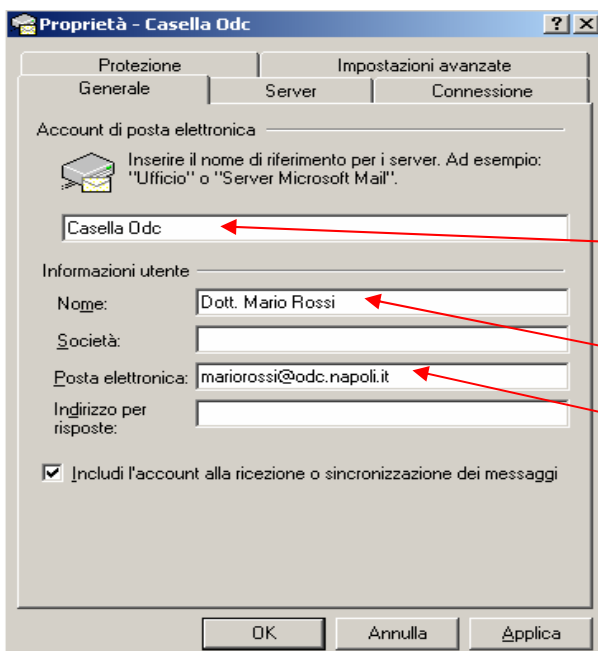 Proprietà - Casella Odc
Protezione
Impostazioni avanzate
Generale
Server
Connessione
Account di posta elettronica
Inserire il nome di riferimento per i server. Ad esempio:
"Ufficio" o "Server Microsoft Mail".
Casella Odc
Informazioni utente
Nome:
Dott. Mario Rossi
Società:
Posta elettronica:
mariorossi@odc.napoli.it
Indirizzo per
risposte:
Includi l'account alla ricezione o sincronizzazione dei messaggi
OK
Annulla
Applica